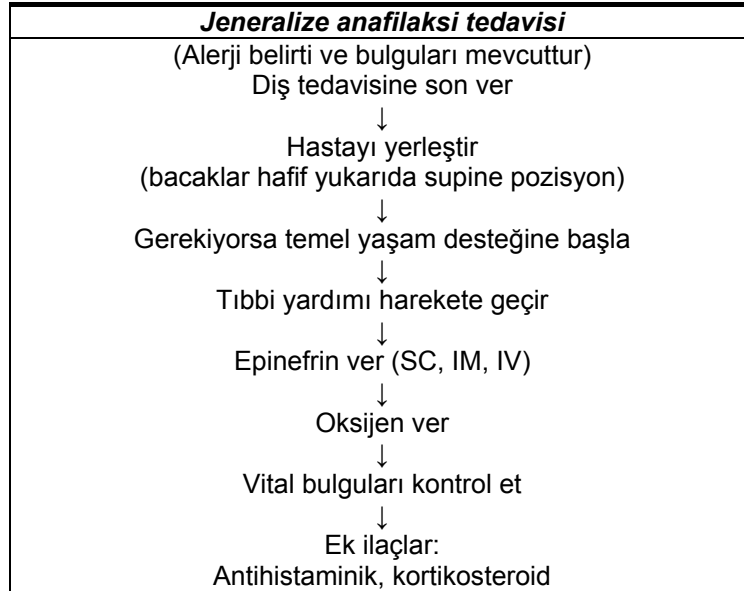 Jeneralize anafilaksi tedavisi
(Alerji belirti ve bulguları mevcuttur)
Diş tedavisine son ver
↓
Hastayı yerleştir
(bacaklar hafif yukarıda supine pozisyon)
↓
Gerekiyorsa temel yaşam desteğine başla
↓
Tıbbi yardımı harekete geçir
↓
Epinefrin ver (SC, IM, IV)
↓
Oksijen ver
↓
Vital bulguları kontrol et
↓
Ek ilaçlar:
Antihistaminik, kortikosteroid